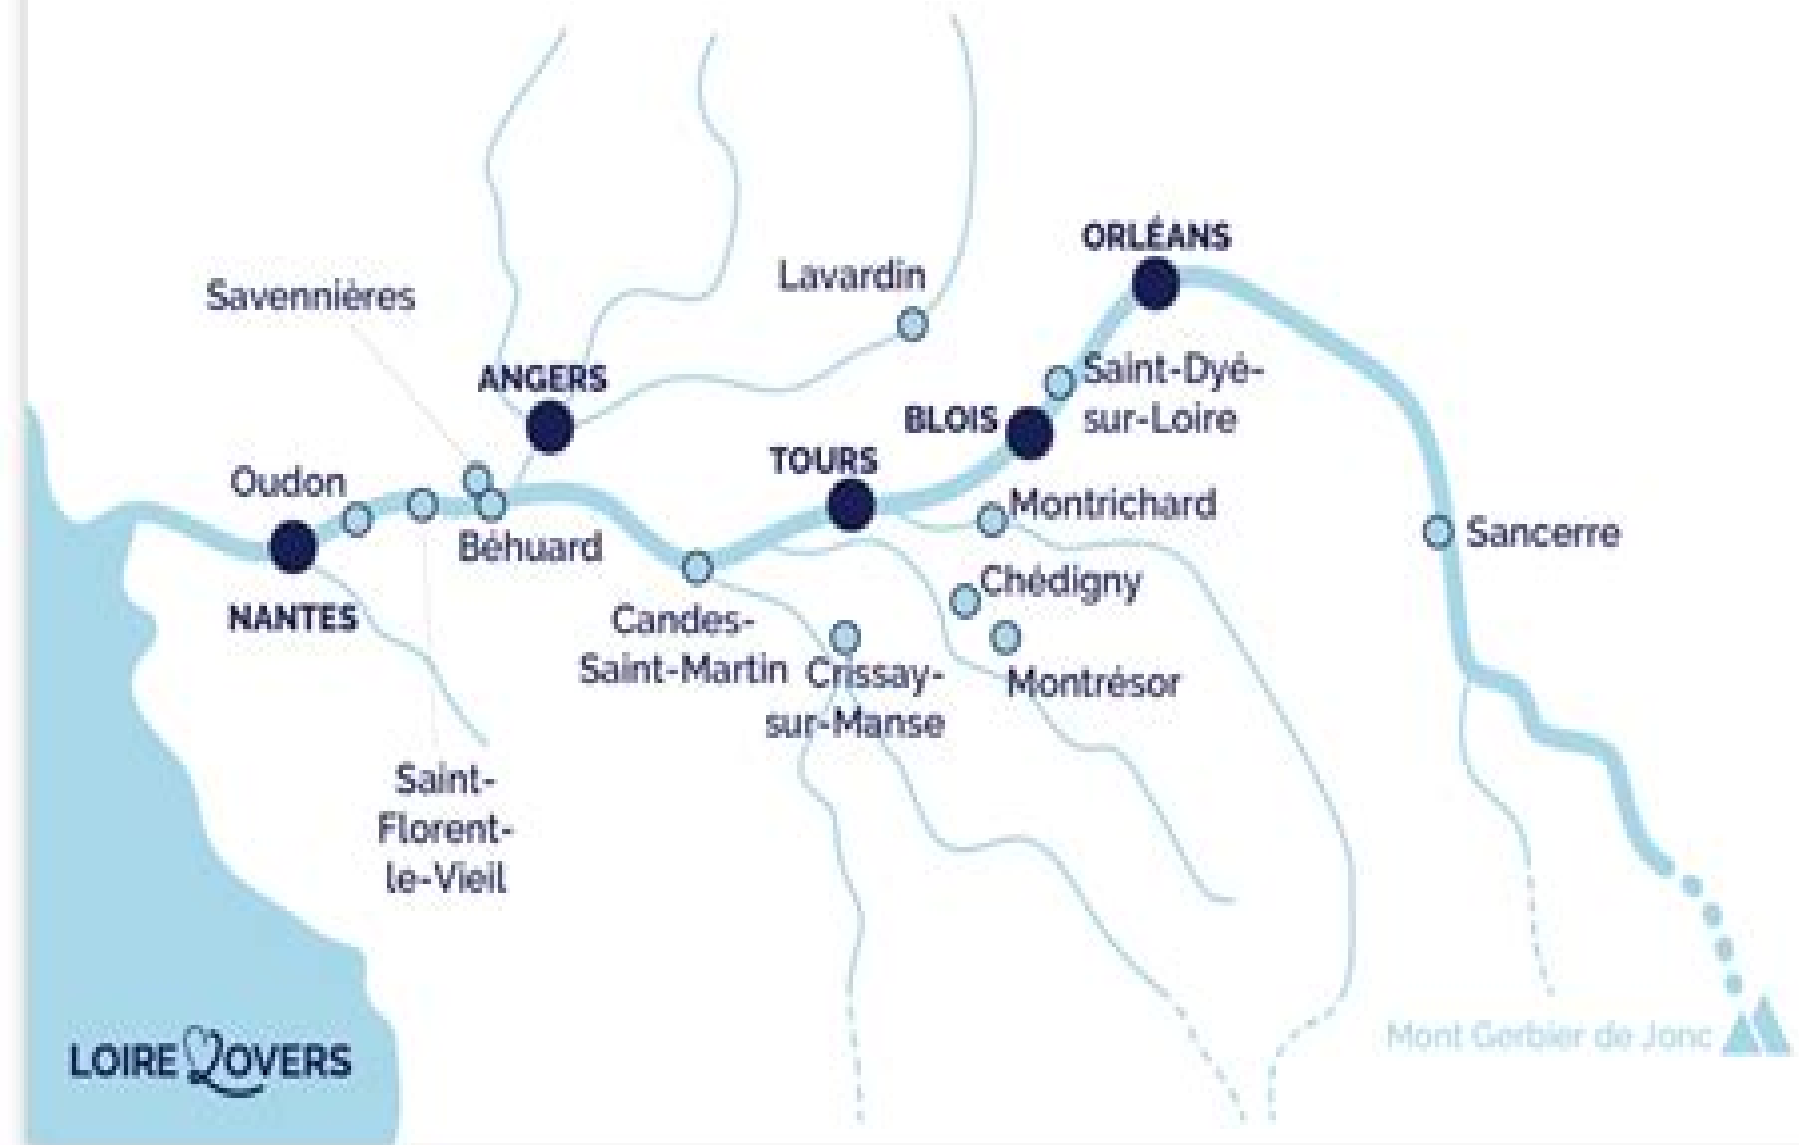 ORLÉANS
Lavardin
Savennières
ANGERS
Saint-Dyé-
sur-Loire
BLOIS
TOURS
Oudon
Montrichard
Sancerre
Béhuard
Chédigny
NANTES
Candes-
Saint-Martin
Crissay-
sur-Manse
Montrésor
Saint-
Florent-
le-Vieil
Mont Gerbier de Jonc
LOIRE LOVERS